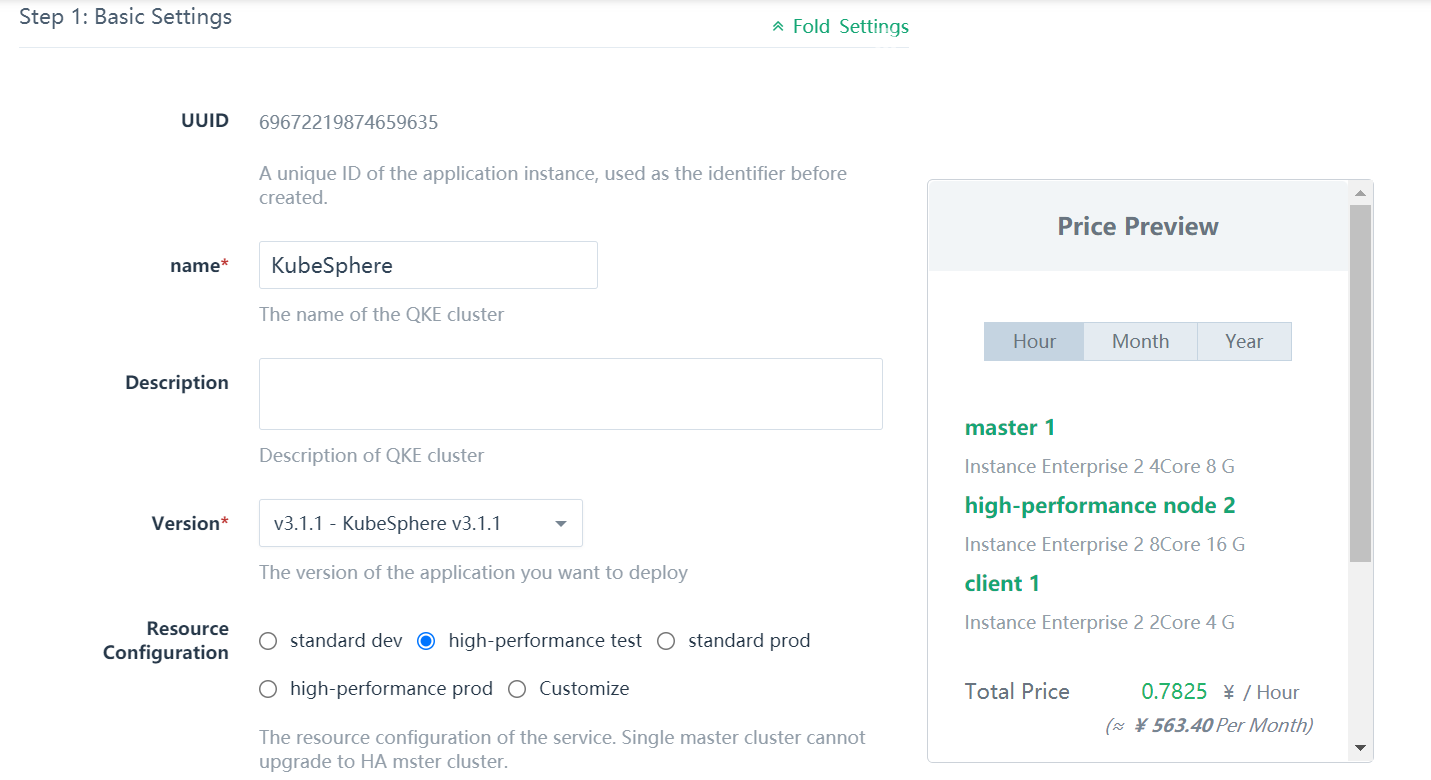 Step 1: Basic Settings
Fold Settings
UUID
69672219874659635
A unique ID of the application instance, used as the identifier before
created.
name*
KubeSphere
The name of the QKE cluster
Description
Description of QKE cluster
Version*
v3.1.1 - KubeSphere v3.1.1
The version of the application you want to deploy
Resource
Configuration
standard dev high-performance test standard prod
high-performance prod Customize
The resource configuration of the service. Single master cluster cannot
upgrade to HA mster cluster.
Price Preview
Hour Month Year
master 1
Instance Enterprise 2 4Core 8 G
high-performance node 2
Instance Enterprise 2 8Core 16 G
client 1
Instance Enterprise 2 2Core 4 G
Total Price 0.7825 ¥ / Hour
(≈ ¥ 563.40 Per Month)